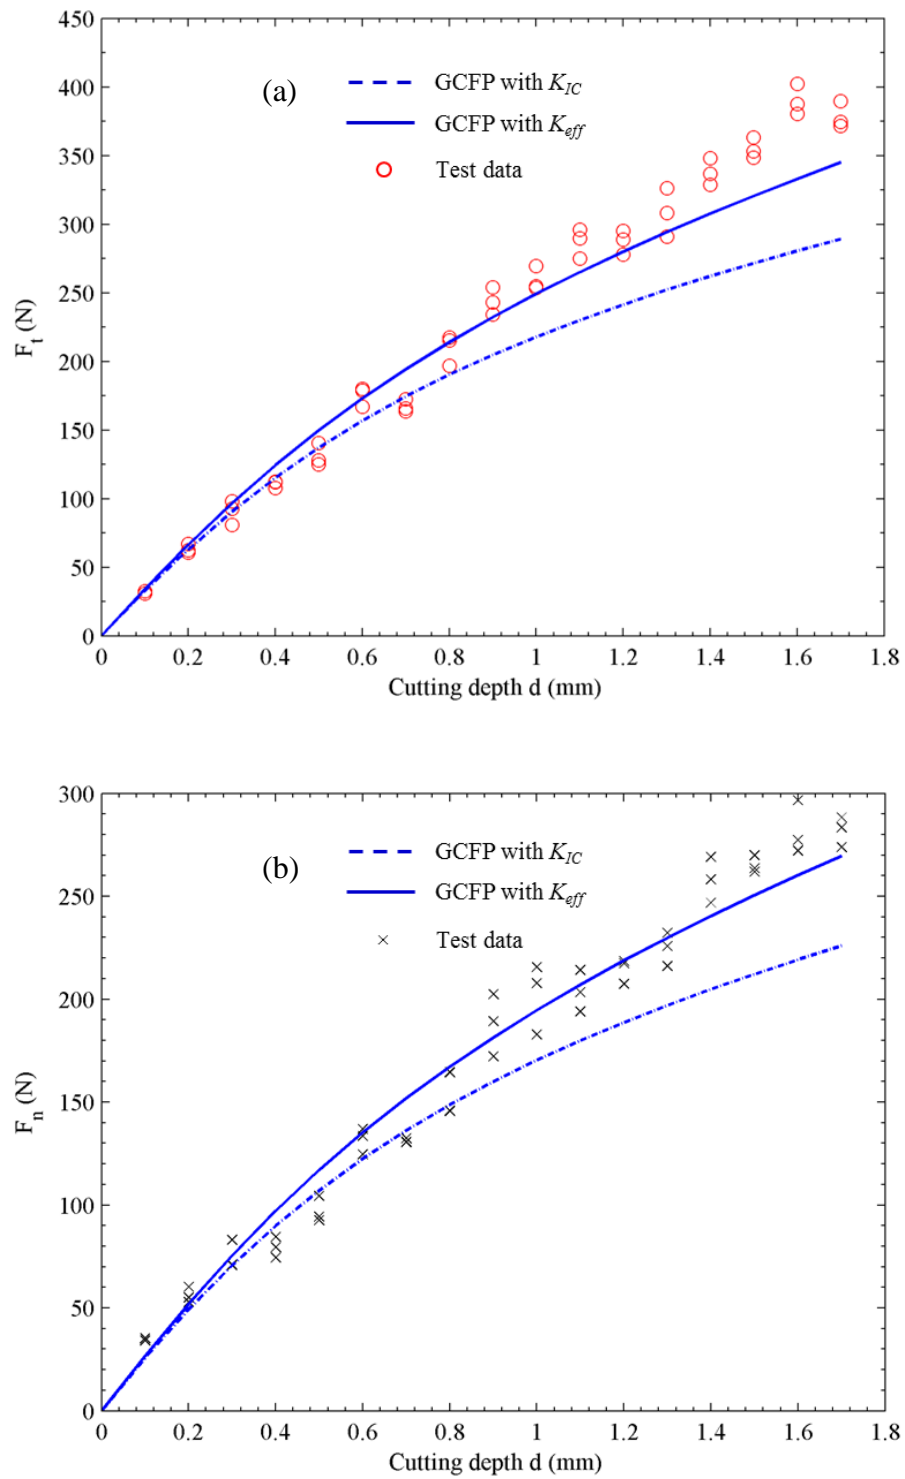 450
400
350
300
250
200
150
100
50
0
F_t (N)
(a)
GCFP with K_IC
GCFP with K_eff
Test data
0 0.2 0.4 0.6 0.8 1 1.2 1.4 1.6 1.8
Cutting depth d (mm)
300
250
200
150
100
50
0
F_n (N)
(b)
GCFP with K_IC
GCFP with K_eff
Test data
0 0.2 0.4 0.6 0.8 1 1.2 1.4 1.6 1.8
Cutting depth d (mm)